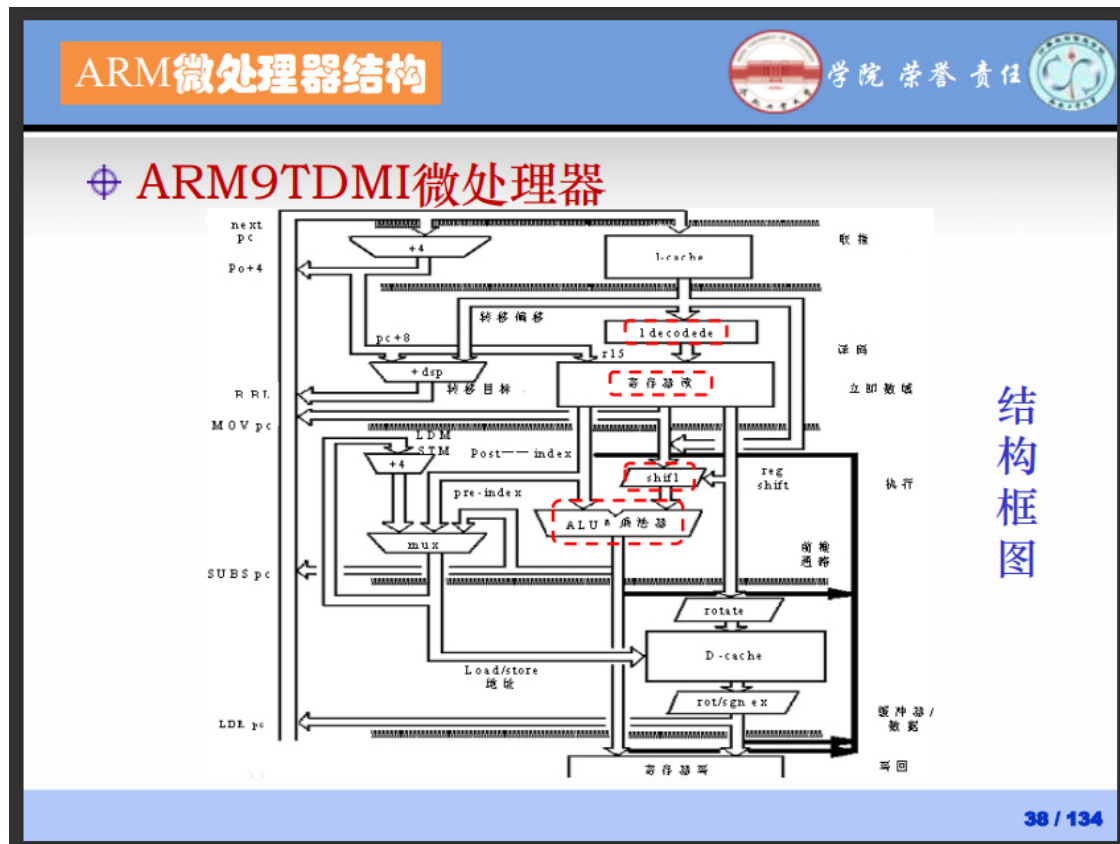 ARM微处理器结构
学院 荣誉 责任
ARM9TDMI微处理器
next
pc
+4
I-cache
取指
Po+4
转移偏移
I decodede
pc+8
r15
译码
+dsp
转移目标
寄存器读
立即数域
B BL
MOV pc
LDM
STM
Post——index
+4
shift
reg
shift
执行
pre-index
ALU
乘法器
mux
前推
通路
SUBS pc
rotate
D-cache
Load/store
地址
rot/sgn ex
缓冲器/
数据
LDR pc
寄存器写
写回
结构框图
38 / 134